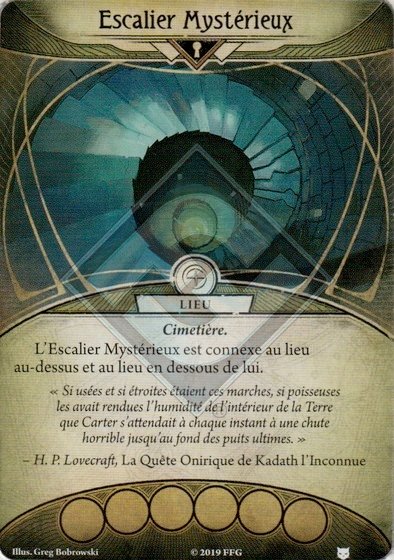 Escalier Mystérieux
LIEU
Cimetière.
L'Escalier Mystérieux est connexe au lieu
au-dessus et au lieu en dessous de lui.
« Si usées et si étroites étaient ces marches, si poisseuses
les avait rendues l'humidité de l'intérieur de la Terre
que Carter s'attendait à chaque instant à une chute
horrible jusqu'au fond des puits ultimes. »
– H. P. Lovecraft, La Quête Onirique de Kadath l'Inconnue
Illus. Greg Bobrowski
© 2019 FFG